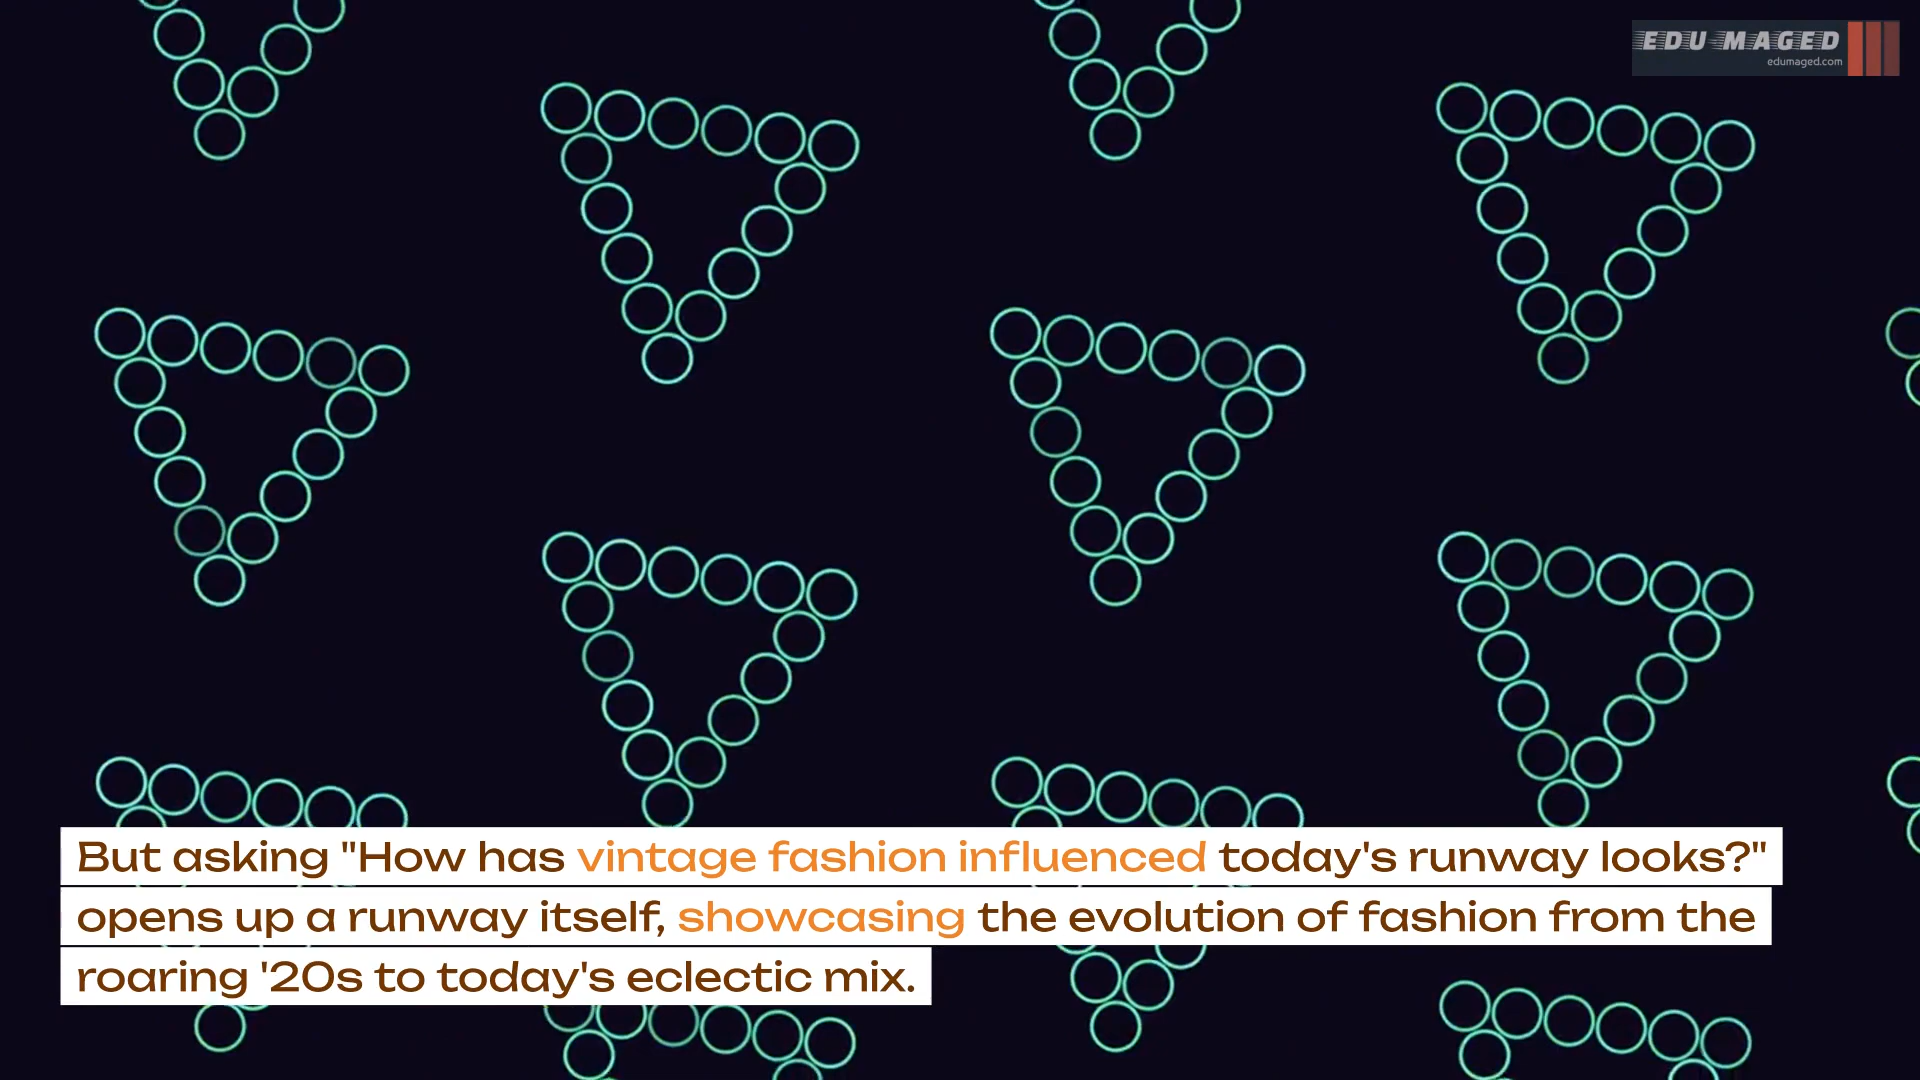 EDU MAGED
edumaged.com
But asking "How has vintage fashion influenced today's runway looks?"
opens up a runway itself, showcasing the evolution of fashion from the
roaring '20s to today's eclectic mix.